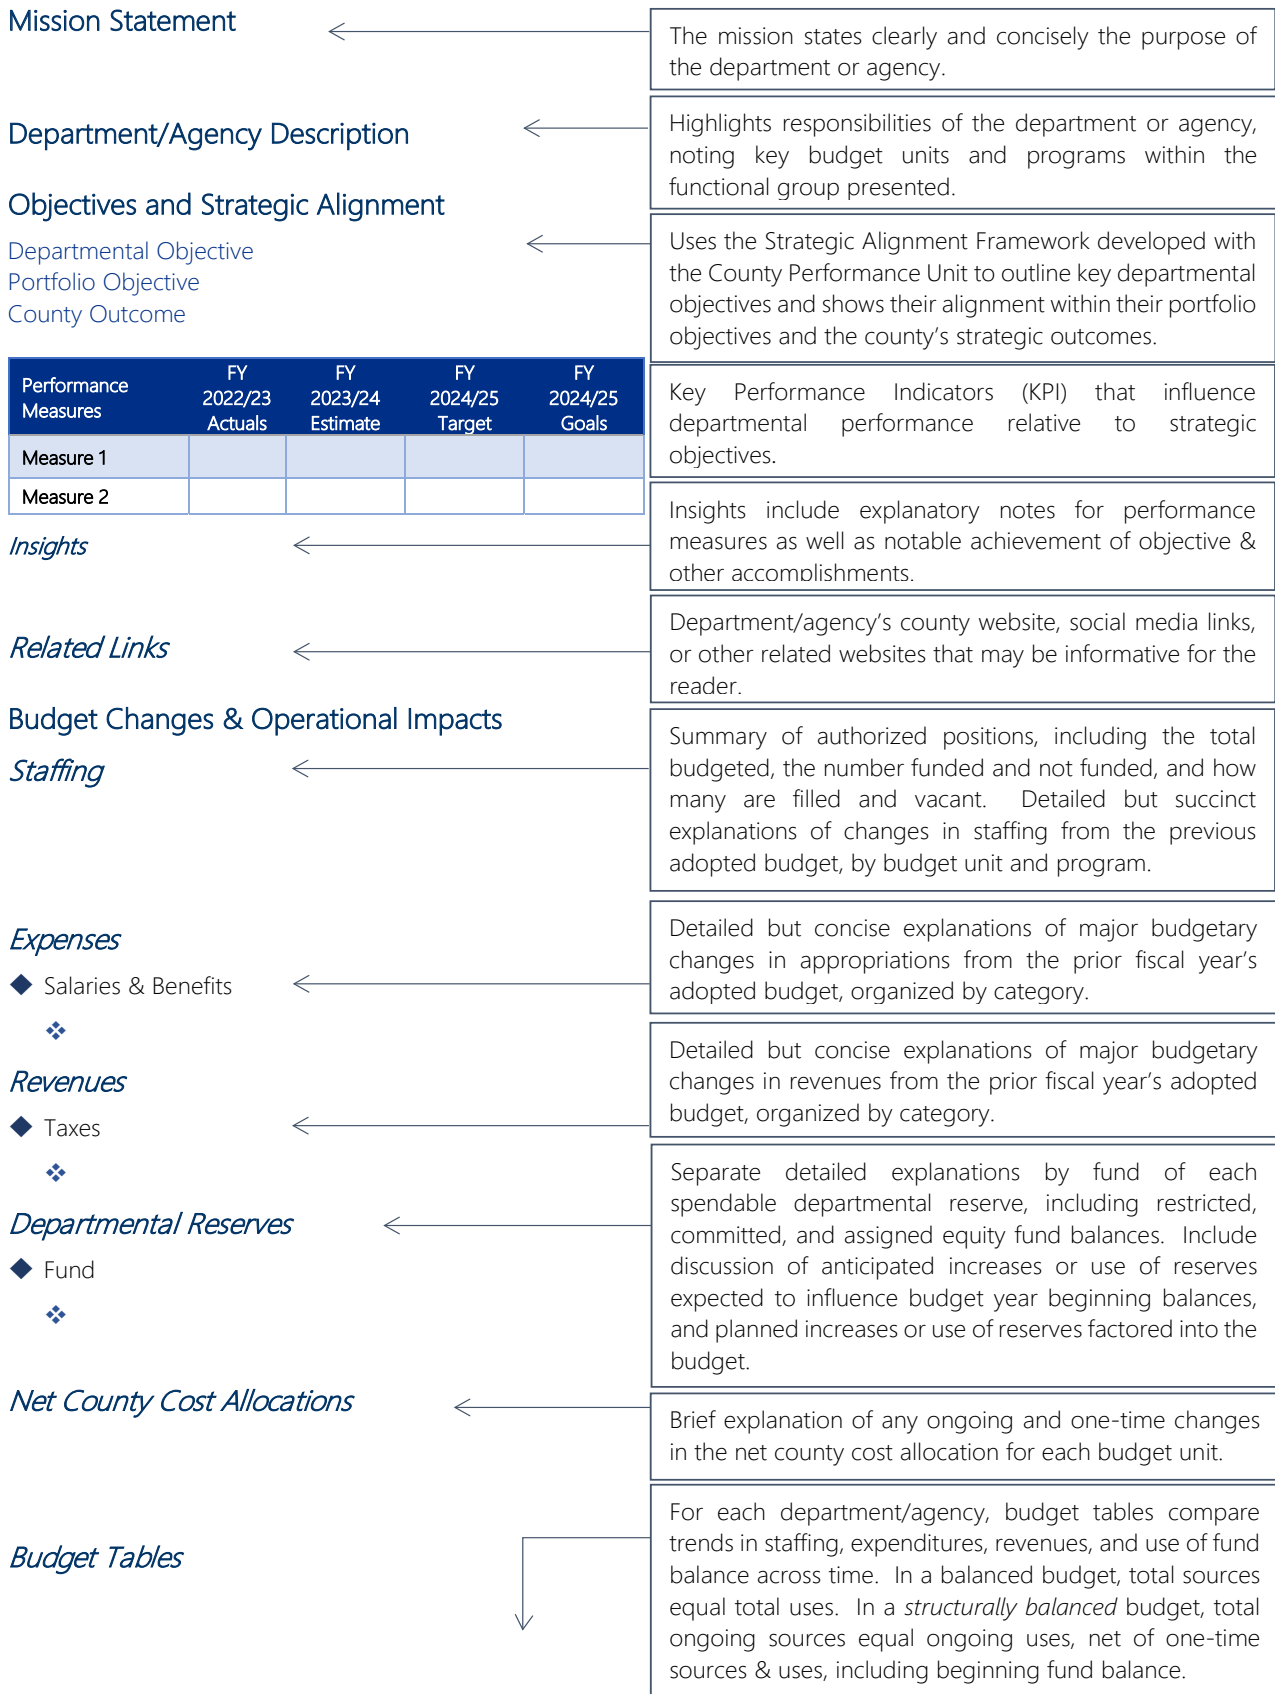 Mission Statement
The mission states clearly and concisely the purpose of
the department or agency.
Department/Agency Description
Highlights responsibilities of the department or agency,
noting key budget units and programs within the
functional group presented.
Objectives and Strategic Alignment
Departmental Objective
Portfolio Objective
County Outcome
Uses the Strategic Alignment Framework developed with
the County Performance Unit to outline key departmental
objectives and shows their alignment within their portfolio
objectives and the county's strategic outcomes.
Performance Measures FY 2022/23 Actuals FY 2023/24 Estimate FY 2024/25 Target FY 2024/25 Goals
Measure 1
Measure 2
Key Performance Indicators (KPI) that influence
departmental performance relative to strategic
objectives.
Insights
Insights include explanatory notes for performance
measures as well as notable achievement of objective &
other accomplishments.
Related Links
Department/agency's county website, social media links,
or other related websites that may be informative for the
reader.
Budget Changes & Operational Impacts
Staffing
Summary of authorized positions, including the total
budgeted, the number funded and not funded, and how
many are filled and vacant. Detailed but succinct
explanations of changes in staffing from the previous
adopted budget, by budget unit and program.
Expenses
◆ Salaries & Benefits
❖
Detailed but concise explanations of major budgetary
changes in appropriations from the prior fiscal year's
adopted budget, organized by category.
Revenues
◆ Taxes
❖
Detailed but concise explanations of major budgetary
changes in revenues from the prior fiscal year's adopted
budget, organized by category.
Departmental Reserves
◆ Fund
❖
Separate detailed explanations by fund of each
spendable departmental reserve, including restricted,
committed, and assigned equity fund balances. Include
discussion of anticipated increases or use of reserves
expected to influence budget year beginning balances,
and planned increases or use of reserves factored into the
budget.
Net County Cost Allocations
Brief explanation of any ongoing and one-time changes
in the net county cost allocation for each budget unit.
Budget Tables
For each department/agency, budget tables compare
trends in staffing, expenditures, revenues, and use of fund
balance across time. In a balanced budget, total sources
equal total uses. In a structurally balanced budget, total
ongoing sources equal ongoing uses, net of one-time
sources & uses, including beginning fund balance.